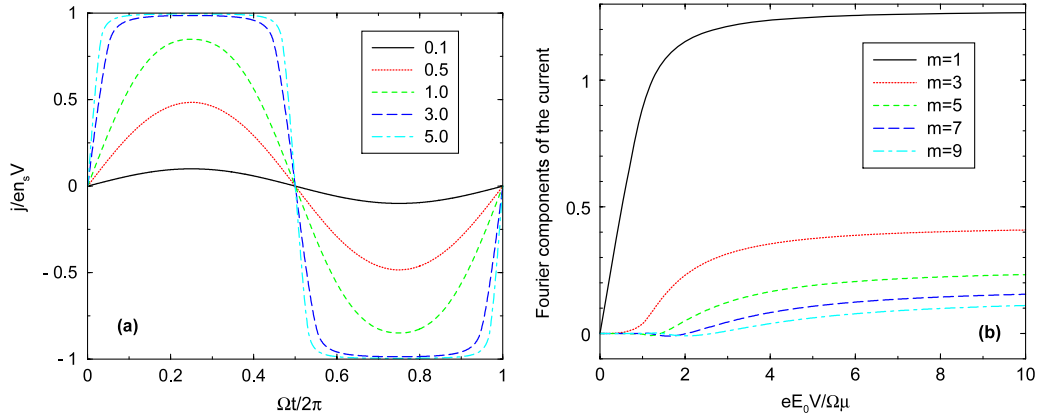 1
0.5
0
- 0.5
- 1
j/en_sV
0.1
0.5
1.0
3.0
5.0
(a)
0 0.2 0.4 0.6 0.8 1
Ωt/2π
1
0.5
0
Fourier components of the current
m=1
m=3
m=5
m=7
m=9
(b)
0 2 4 6 8 10
eE_0V/Ωμ